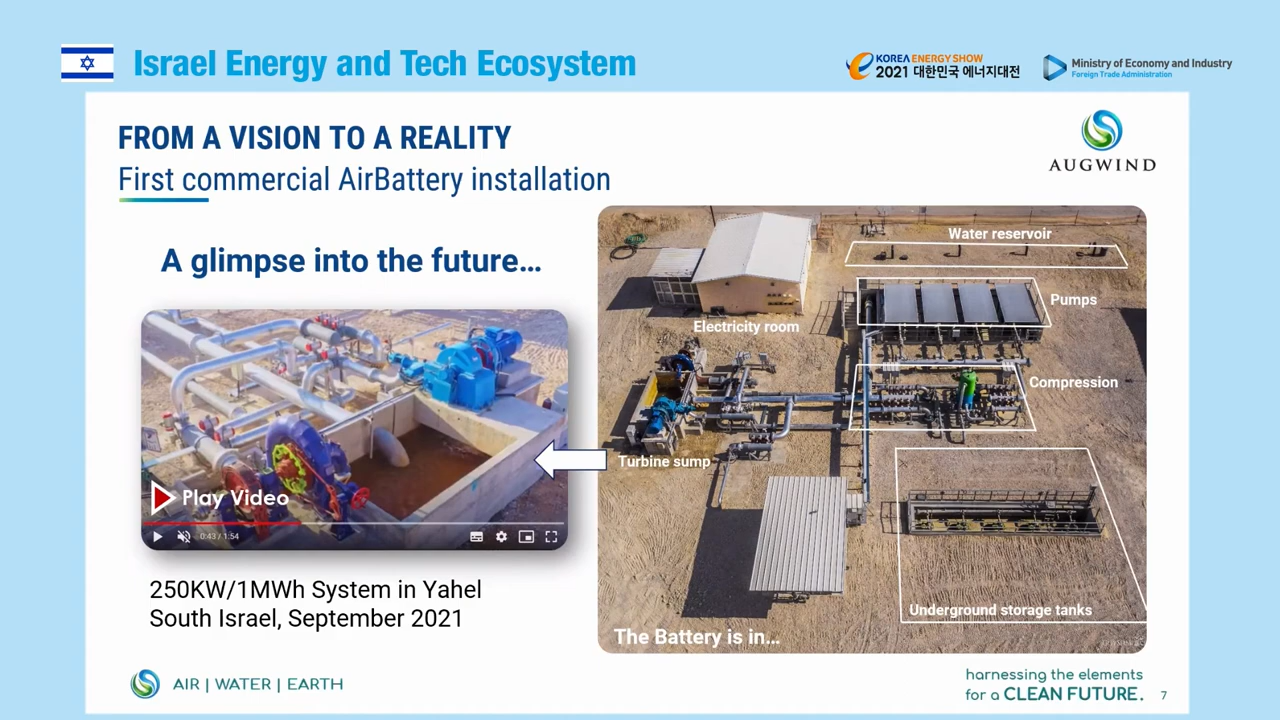 Israel Energy and Tech Ecosystem
KOREA ENERGY SHOW
2021 대한민국 에너지대전
Ministry of Economy and Industry
Foreign Trade Administration
FROM A VISION TO A REALITY
First commercial AirBattery installation
AUGWIND
A glimpse into the future…
Play Video
0:43 / 1:54
250KW/1MWh System in Yahel
South Israel, September 2021
Water reservoir
Pumps
Electricity room
Compression
Turbine sump
Underground storage tanks
The Battery is in…
AIR | WATER | EARTH
harnessing the elements
for a CLEAN FUTURE.
7